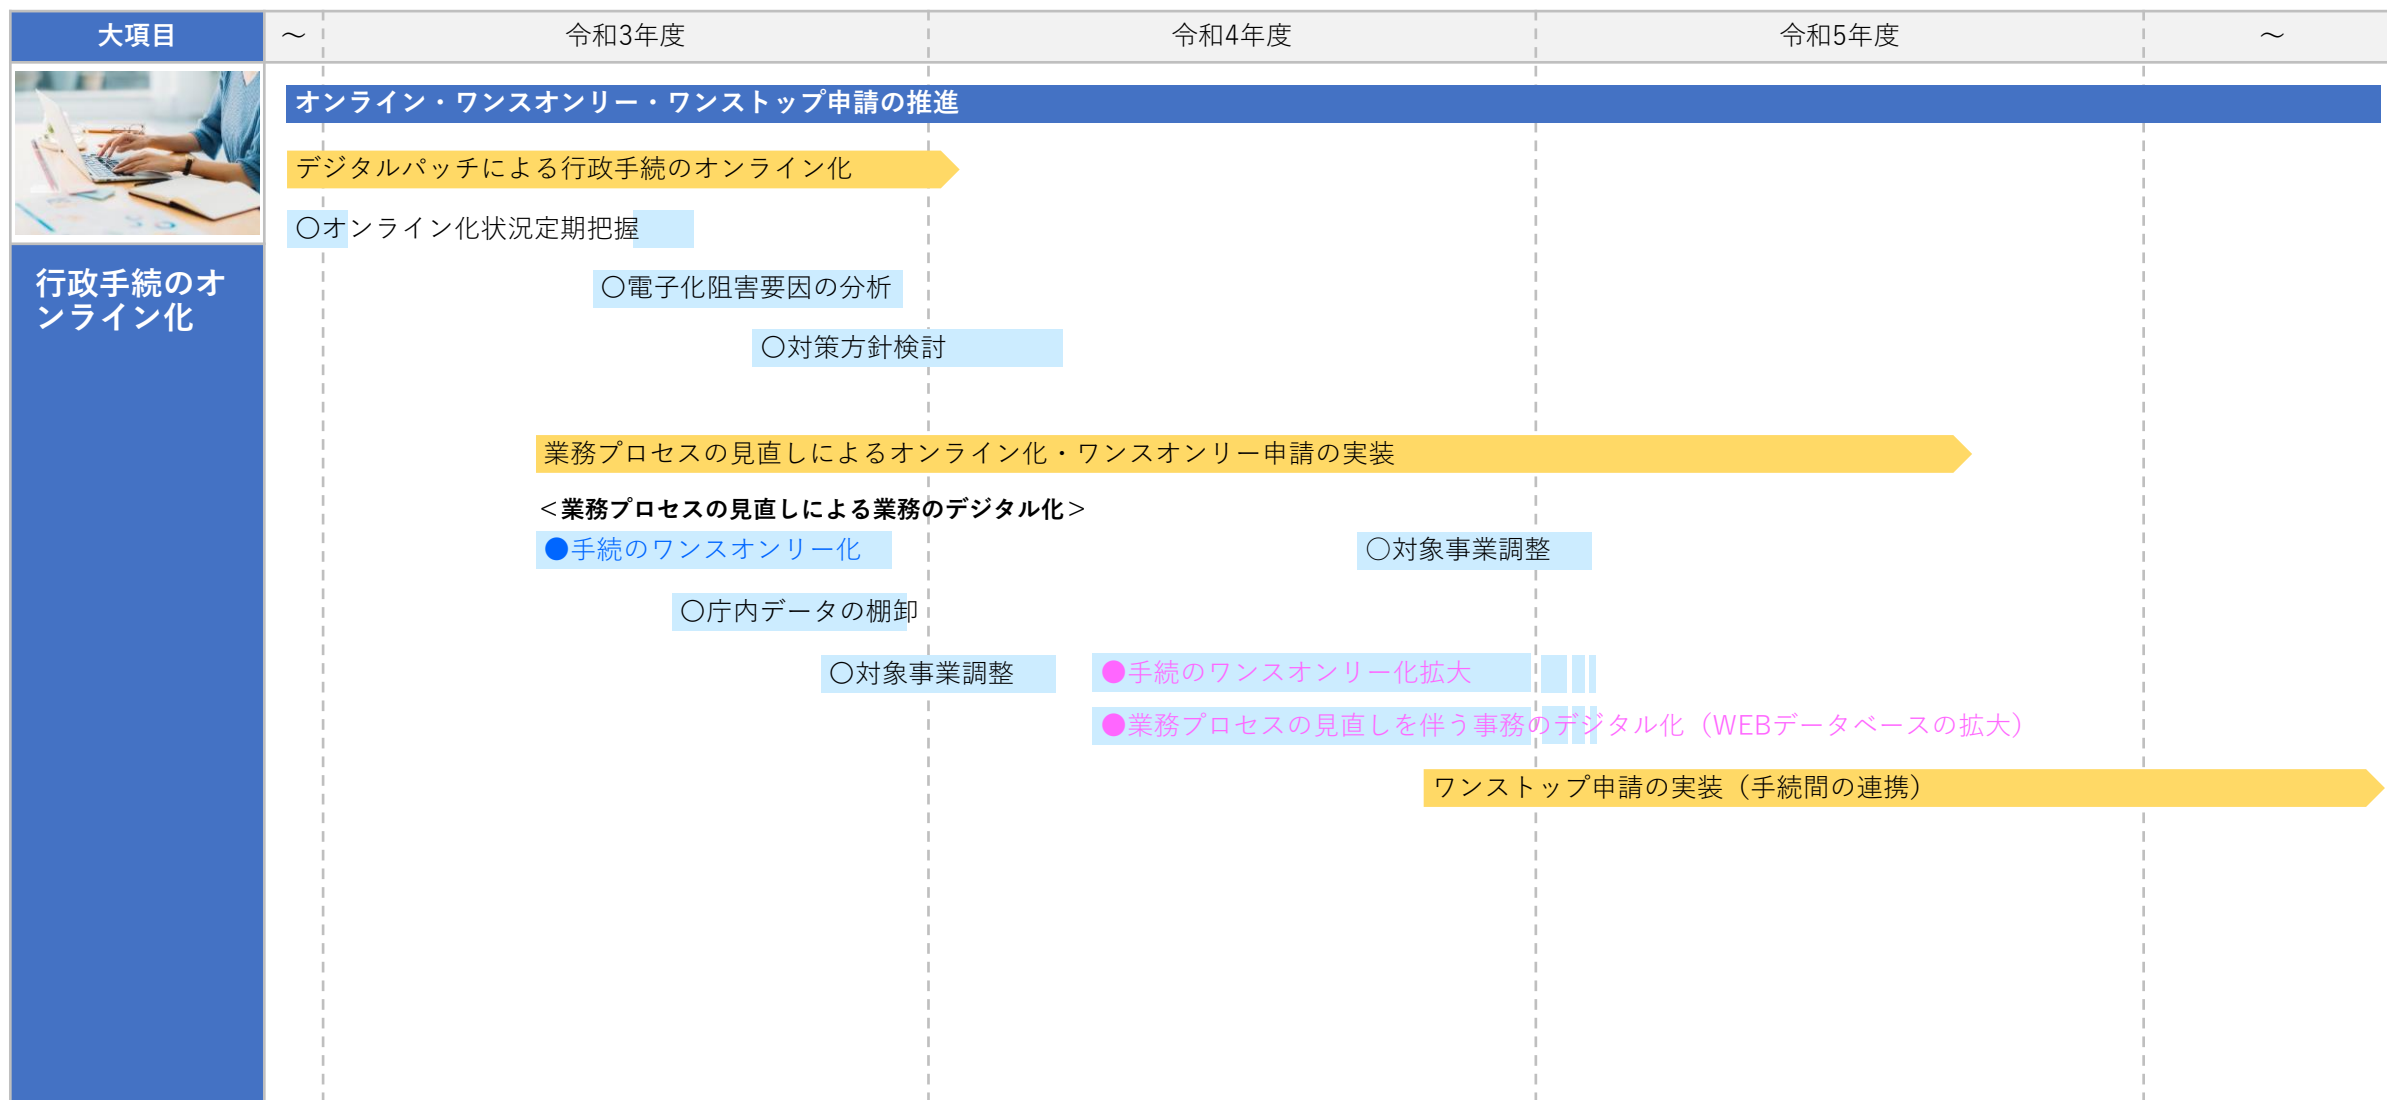 大項目
～
令和3年度
令和4年度
令和5年度
～
行政手続のオ
ンライン化
オンライン・ワンスオンリー・ワンストップ申請の推進
デジタルパッチによる行政手続のオンライン化
〇オンライン化状況定期把握
〇電子化阻害要因の分析
〇対策方針検討
業務プロセスの見直しによるオンライン化・ワンスオンリー申請の実装
＜業務プロセスの見直しによる業務のデジタル化＞
●手続のワンスオンリー化
〇対象事業調整
〇庁内データの棚卸
〇対象事業調整
●手続のワンスオンリー化拡大
●業務プロセスの見直しを伴う事務のデジタル化（WEBデータベースの拡大）
ワンストップ申請の実装（手続間の連携）